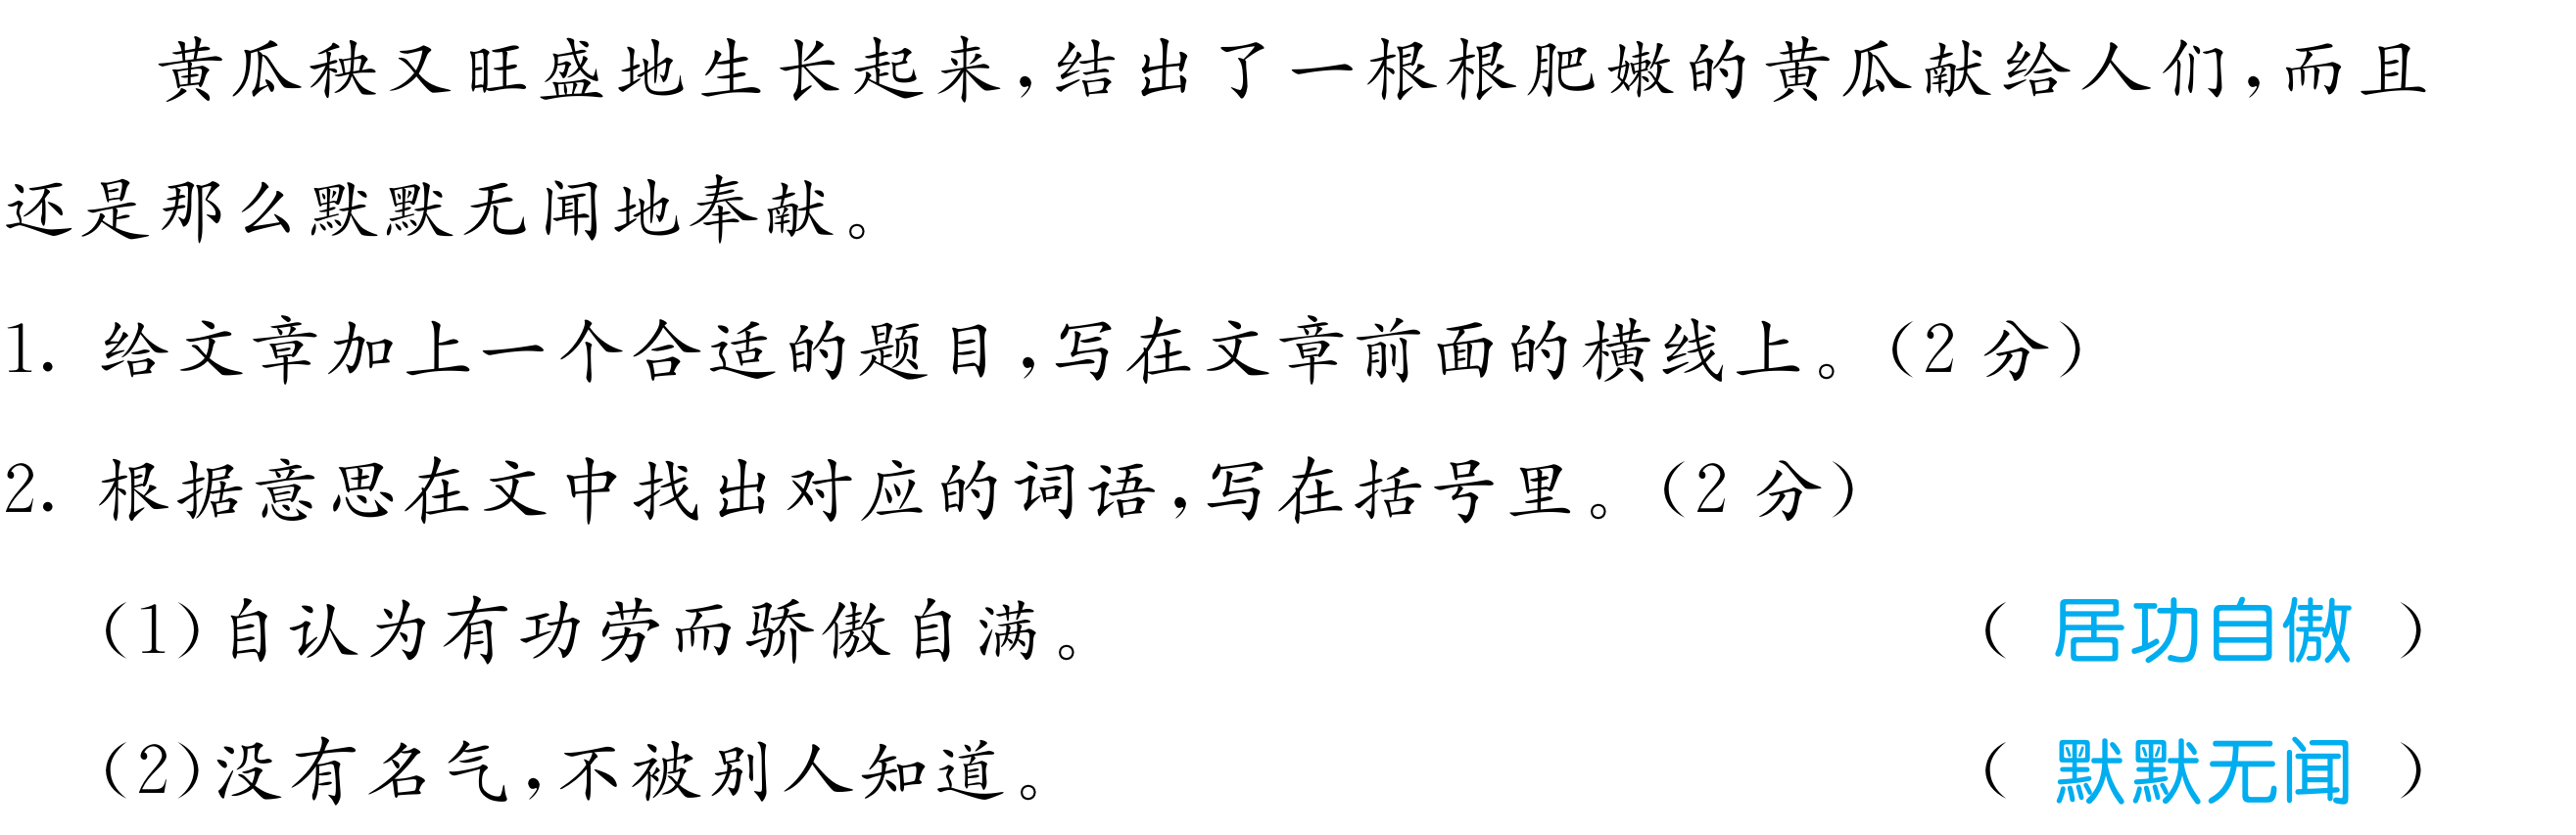 黄瓜秧又旺盛地生长起来,结出了一根根肥嫩的黄瓜献给人们,而且
还是那么默默无闻地奉献。
1. 给文章加上一个合适的题目,写在文章前面的横线上。(2 分)
2. 根据意思在文中找出对应的词语,写在括号里。(2 分)
(1)自认为有功劳而骄傲自满。 ( 居功自傲 )
(2)没有名气,不被别人知道。 ( 默默无闻 )